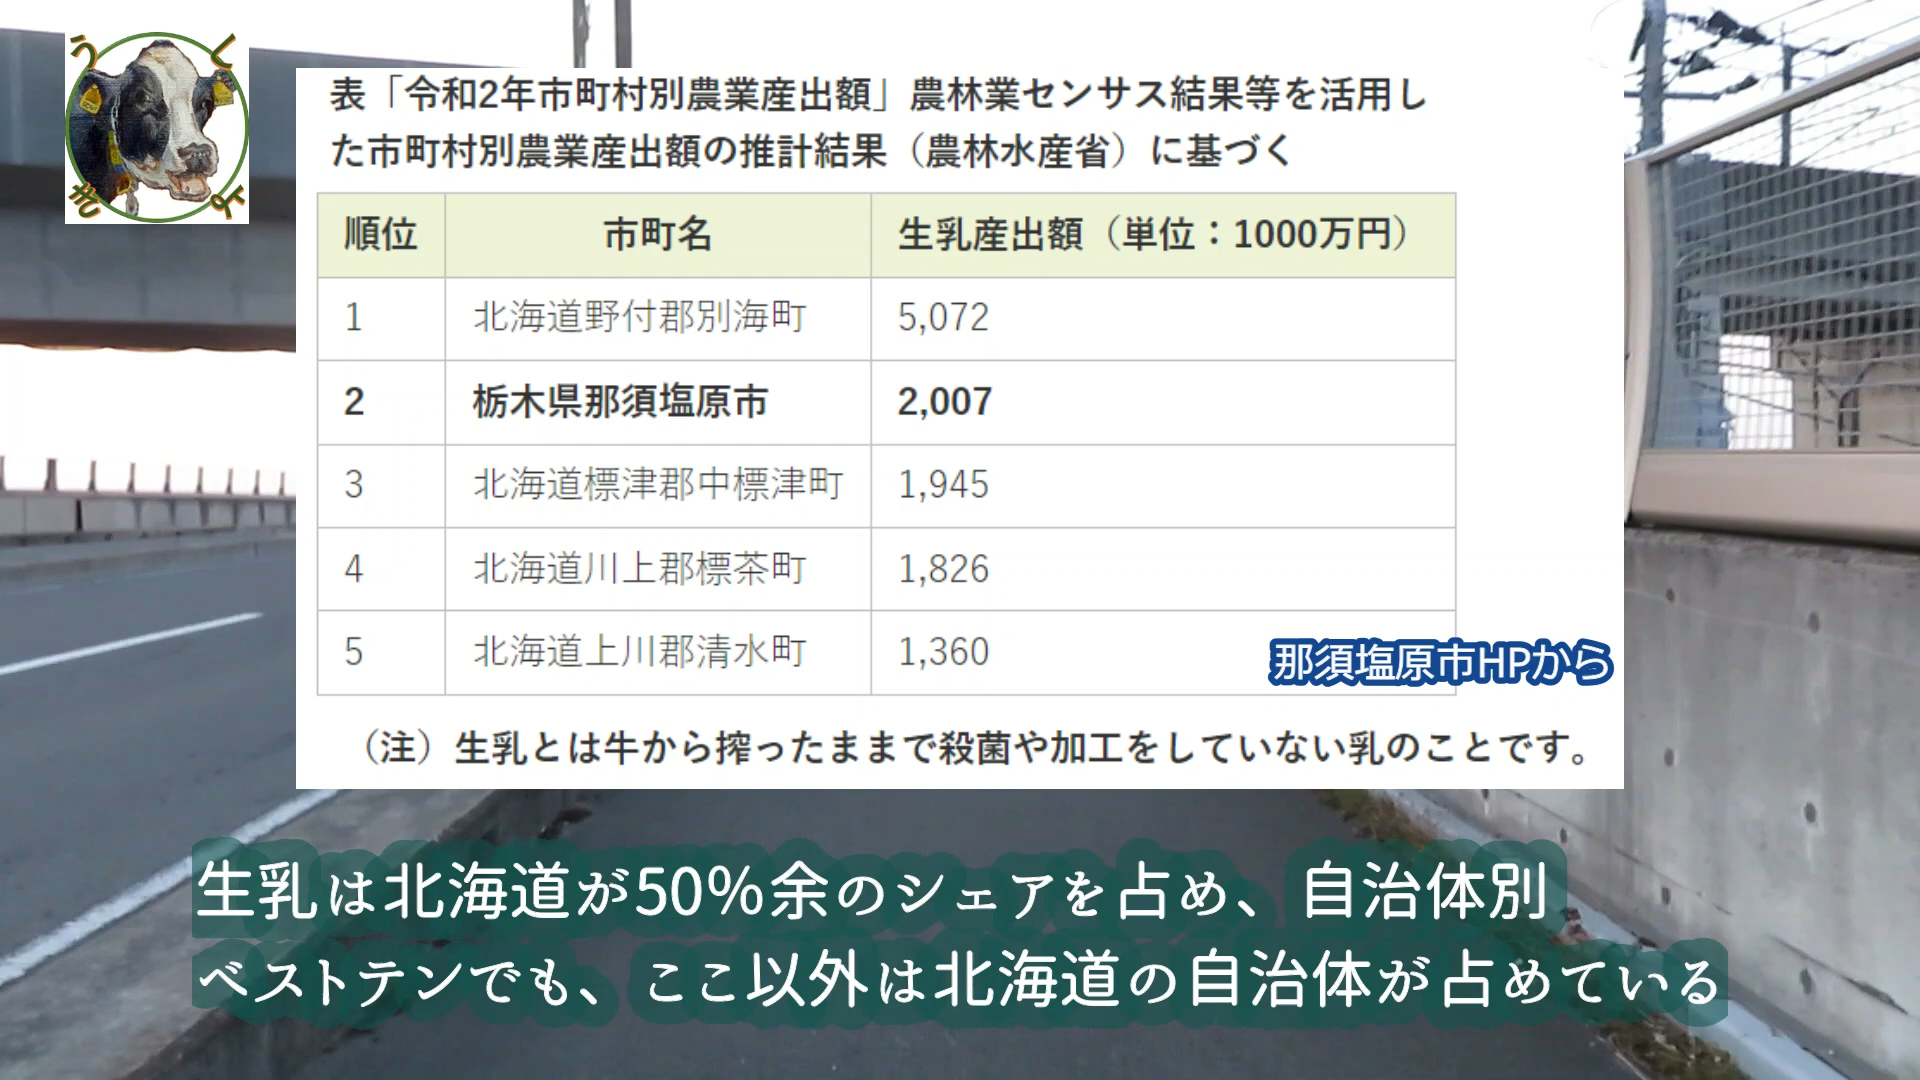 うし
表「令和2年市町村別農業産出額」農林業センサス結果等を活用し
た市町村別農業産出額の推計結果（農林水産省）に基づく
順位 市町名 生乳産出額（単位：1000万円）
1 北海道野付郡別海町 5,072
2 栃木県那須塩原市 2,007
3 北海道標津郡中標津町 1,945
4 北海道川上郡標茶町 1,826
5 北海道上川郡清水町 1,360
那須塩原市HPから
（注）生乳とは牛から搾ったままで殺菌や加工をしていない乳のことです。
生乳は北海道が50%余のシェアを占め、自治体別
ベストテンでも、ここ以外は北海道の自治体が占めている